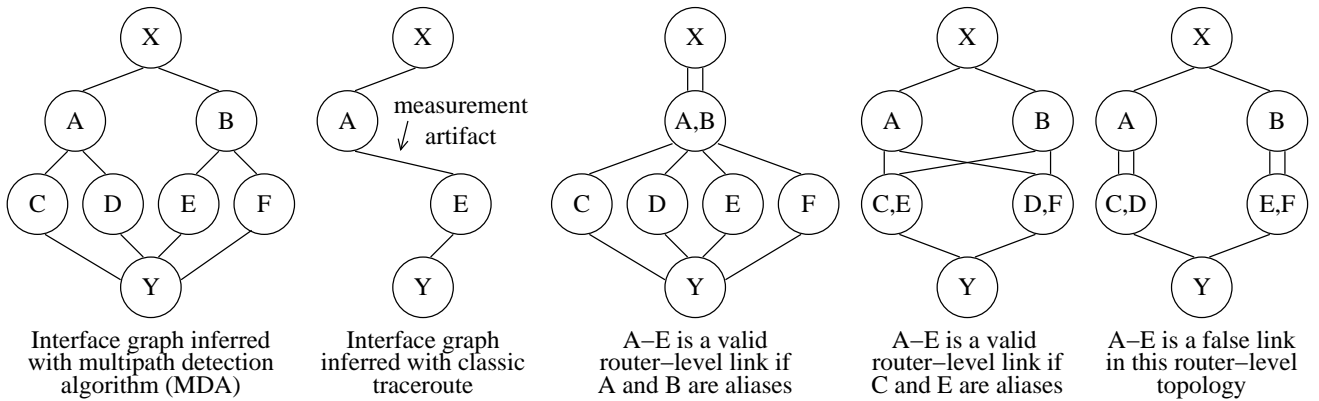 X
A
B
C
D
E
F
Y
Interface graph inferred
with multipath detection
algorithm (MDA)
X
A
measurement
artifact
E
Y
Interface graph
inferred with classic
traceroute
X
A,B
C
D
E
F
Y
A–E is a valid
router–level link if
A and B are aliases
X
A
B
C,E
D,F
Y
A–E is a valid
router–level link if
C and E are aliases
X
A
B
C,D
E,F
Y
A–E is a false link
in this router–level
topology